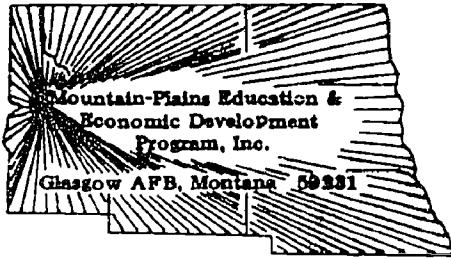 Mountain-Plains Education &
Economic Development
Program, Inc.
Glasgow AFB, Montana 59231